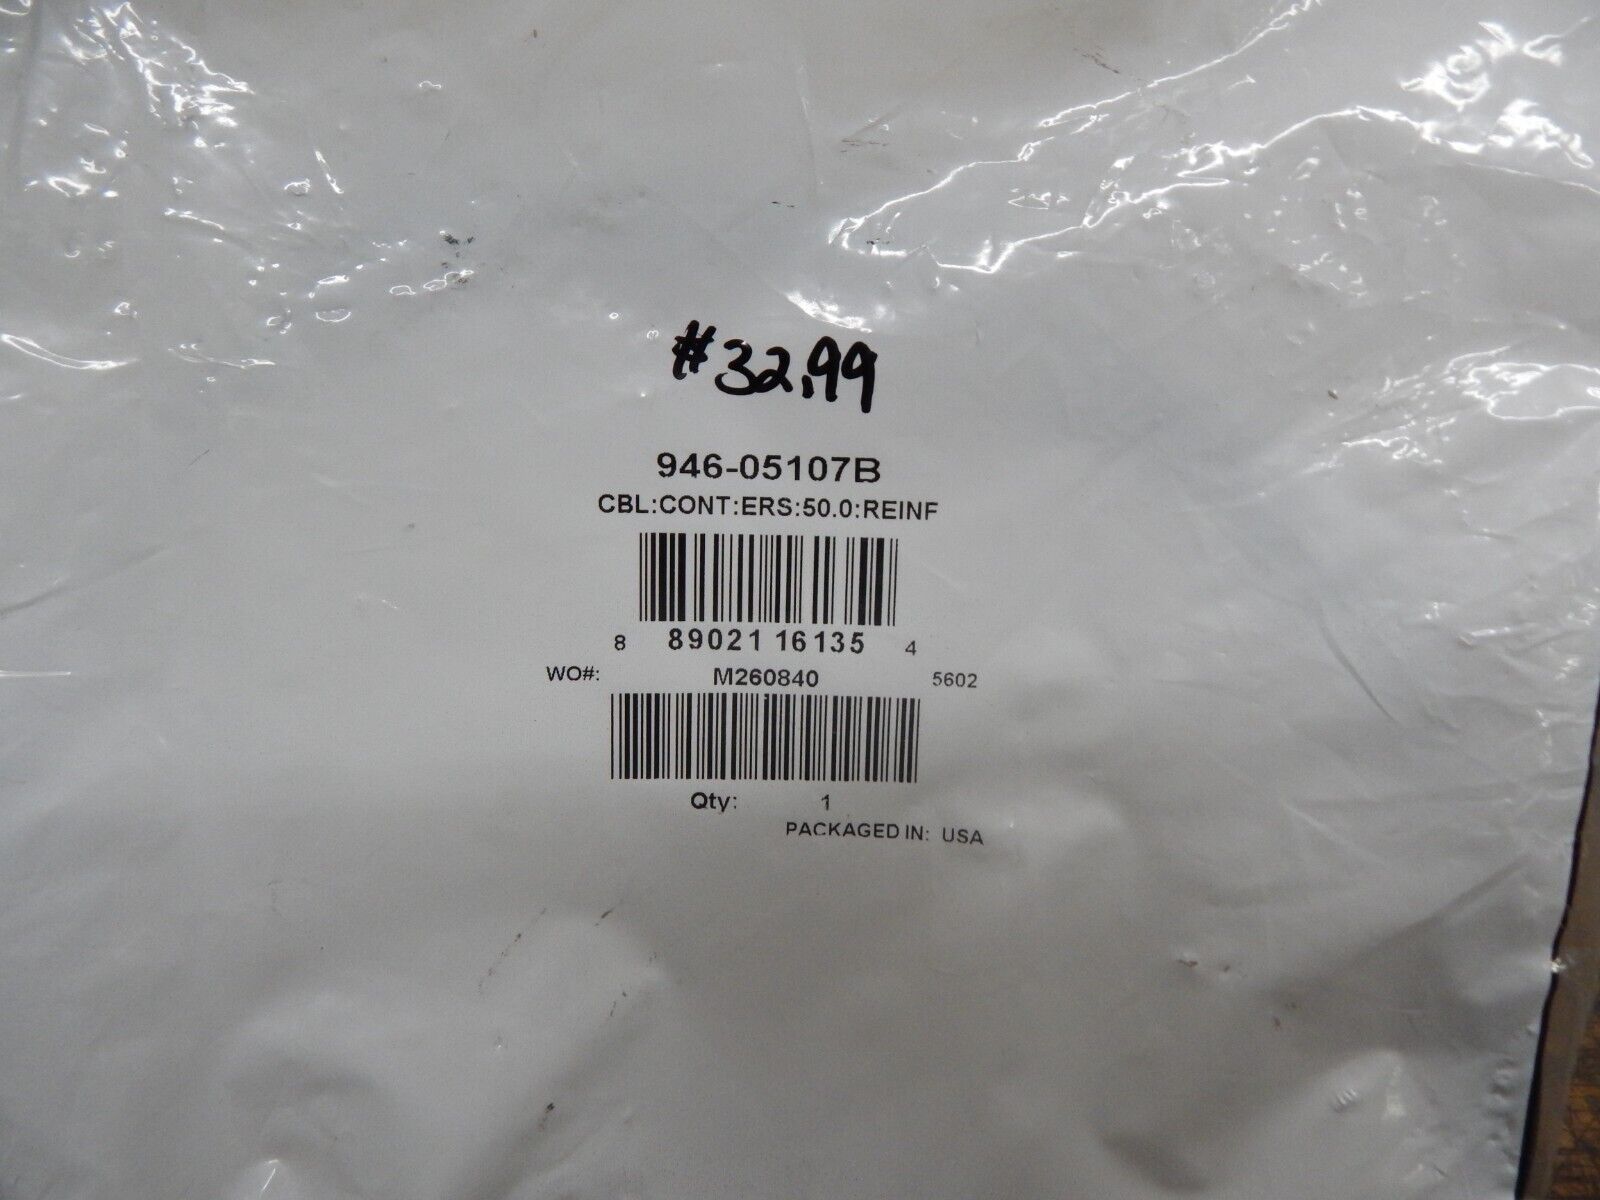 #32.99
946-05107B
CBL:CONT:ERS:50.0:REINF
8 89021 16135 4
WO#: M260840 5602
Qty: 1
PACKAGED IN: USA